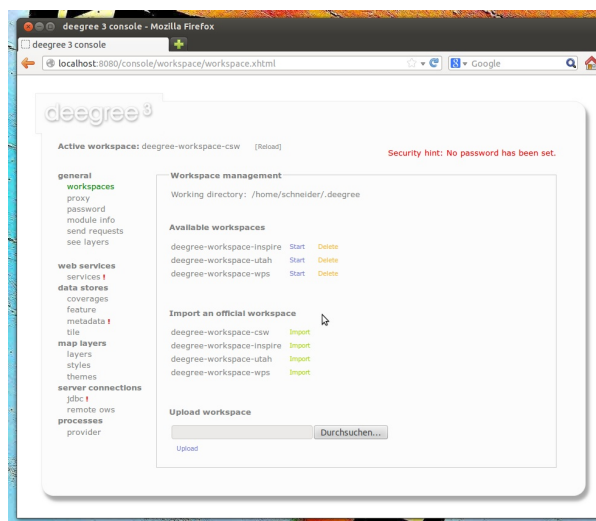 deegree 3 console - Mozilla Firefox
deegree 3 console
localhost:8080/console/workspace/workspace.xhtml
Google
deegree 3
Active workspace: deegree-workspace-csw [Reload]
Security hint: No password has been set.
general
workspaces
proxy
password
module info
send requests
see layers
web services
services !
data stores
coverages
feature
metadata !
tile
map layers
layers
styles
themes
server connections
jdbc !
remote ows
processes
provider
Workspace management
Working directory: /home/schneider/.deegree
Available workspaces
deegree-workspace-inspire Start Delete
deegree-workspace-utah Start Delete
deegree-workspace-wps Start Delete
Import an official workspace
deegree-workspace-csw Import
deegree-workspace-inspire Import
deegree-workspace-utah Import
deegree-workspace-wps Import
Upload workspace
Durchsuchen...
Upload